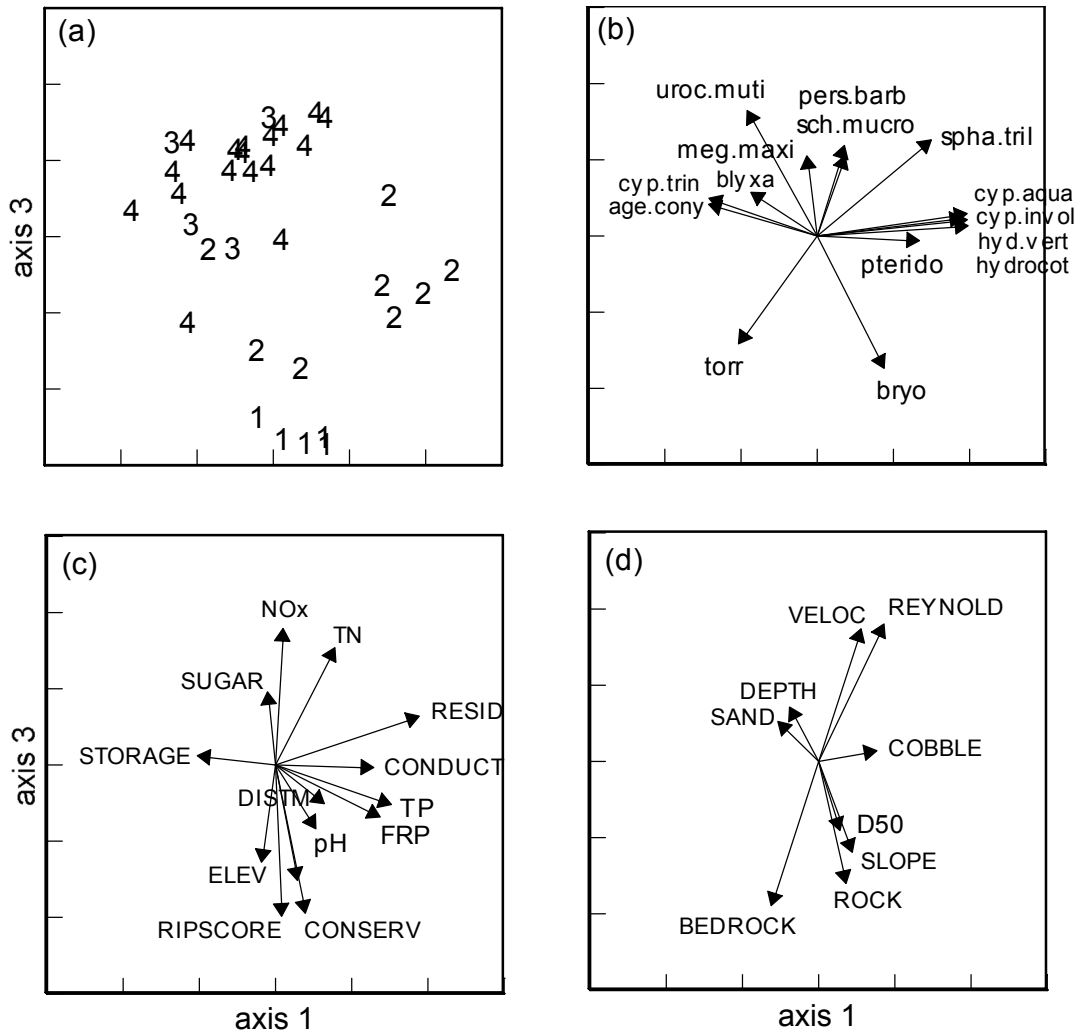 (a)
4
3 4 4
4
3 4 4 4 4 4
4 4 4 4
4 2
4
3
2 3 4
2
2 2
4 2
2
2
1
1 1 1 1
axis 3
(b)
uroc.muti
pers.barb
sch.mucro
spha.tril
meg.maxi
blyxa
cyp.trin
age.cony
cyp.aqua
cyp.invol
hyd.vert
hydrocot
pterido
torr
bryo
(c)
NOx
TN
SUGAR
RESID
STORAGE
CONDUCT
DISTM
TP
FRP
pH
ELEV
RIPSCORE
CONSERV
axis 3
axis 1
(d)
VELOC
REYNOLD
DEPTH
SAND
COBBLE
D50
SLOPE
ROCK
BEDROCK
axis 1